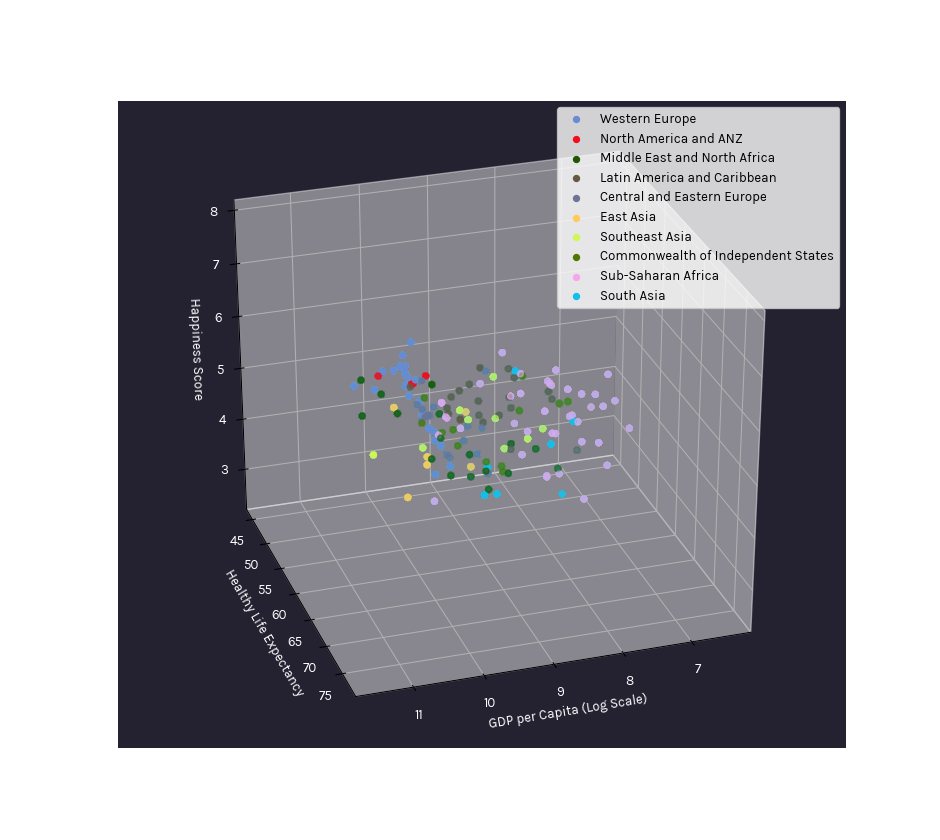 Western Europe
North America and ANZ
Middle East and North Africa
Latin America and Caribbean
Central and Eastern Europe
East Asia
Southeast Asia
Commonwealth of Independent States
Sub-Saharan Africa
South Asia
8
7
6
5
4
3
Happiness Score
45
50
55
60
65
70
75
Healthy Life Expectancy
11
10
9
8
7
GDP per Capita (Log Scale)